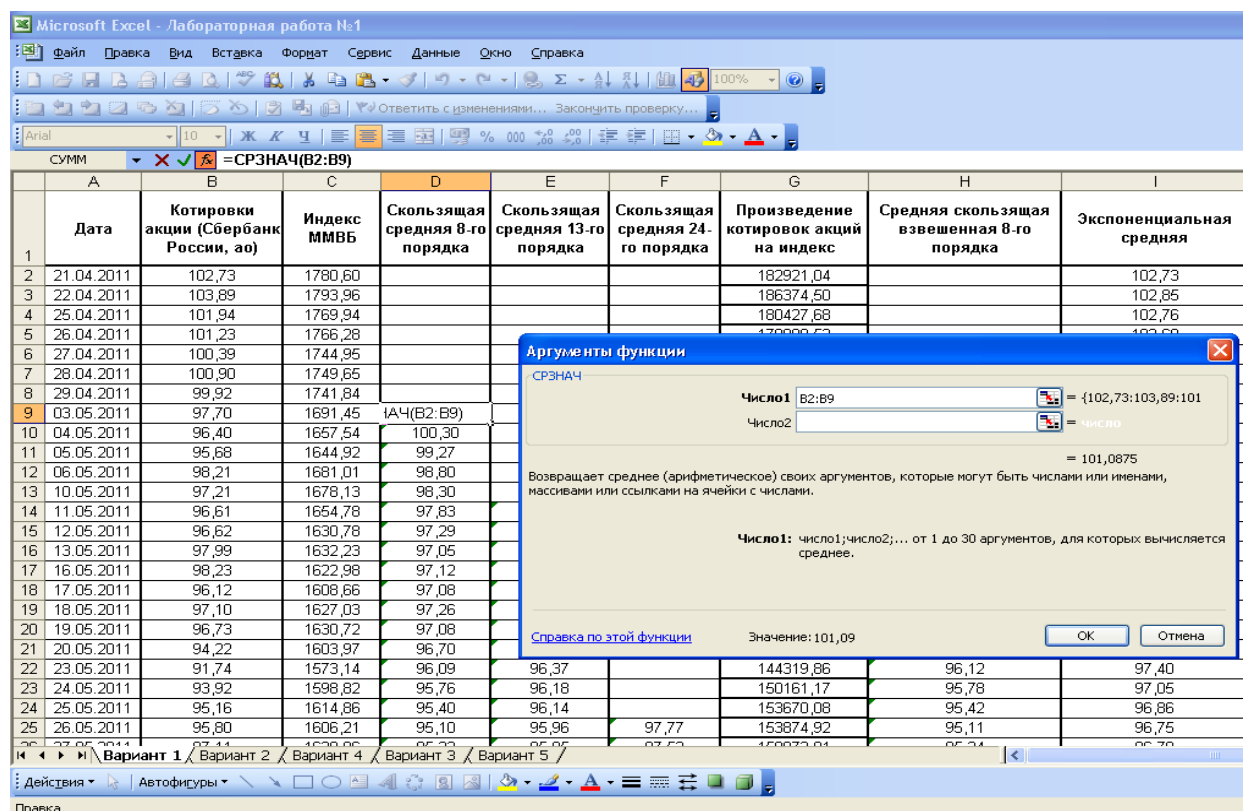 Microsoft Excel - Лабораторная работа №1
Файл Правка Вид Вставка Формат Сервис Данные Окно Справка
100%
Ответить с изменениями... Закончить проверку...
Arial 10 Ж К Ч % 000
СУММ =СРЗНАЧ(B2:B9)
A B C D E F G H I
1 Дата Котировки акции (Сбербанк России, ао) Индекс ММВБ Скользящая средняя 8-го порядка Скользящая средняя 13-го порядка Скользящая средняя 24-го порядка Произведение котировок акций на индекс Средняя скользящая взвешенная 8-го порядка Экспоненциальная средняя
2 21.04.2011 102,73 1780,60 182921,04 102,73
3 22.04.2011 103,89 1793,96 186374,50 102,85
4 25.04.2011 101,94 1769,94 180427,68 102,76
5 26.04.2011 101,23 1766,28
6 27.04.2011 100,39 1744,95
7 28.04.2011 100,90 1749,65
8 29.04.2011 99,92 1741,84
9 03.05.2011 97,70 1691,45 НАЧ(B2:B9)
10 04.05.2011 96,40 1657,54 100,30
11 05.05.2011 95,68 1644,92 99,27
12 06.05.2011 98,21 1681,01 98,80
13 10.05.2011 97,21 1678,13 98,30
14 11.05.2011 96,61 1654,78 97,83
15 12.05.2011 96,62 1630,78 97,29
16 13.05.2011 97,99 1632,23 97,05
17 16.05.2011 98,23 1622,98 97,12
18 17.05.2011 96,12 1608,66 97,08
19 18.05.2011 97,10 1627,03 97,26
20 19.05.2011 96,73 1630,72 97,08
21 20.05.2011 94,22 1603,97 96,70
22 23.05.2011 91,74 1573,14 96,09 96,37 144319,86 96,12 97,40
23 24.05.2011 93,92 1598,82 95,76 96,18 150161,17 95,78 97,05
24 25.05.2011 95,16 1614,86 95,40 96,14 153670,08 95,42 96,86
25 26.05.2011 95,80 1606,21 95,10 95,96 97,77 153874,92 95,11 96,75
Аргументы функции
СРЗНАЧ
Число1 B2:B9 = {102,73:103,89:101
Число2 = число
= 101,0875
Возвращает среднее (арифметическое) своих аргументов, которые могут быть числами или именами,
массивами или ссылками на ячейки с числами.
Число1: число1;число2;... от 1 до 30 аргументов, для которых вычисляется
среднее.
Справка по этой функции Значение:101,09 ОК Отмена
Вариант 1 Вариант 2 Вариант 4 Вариант 3 Вариант 5
Действия Автофигуры
Правка